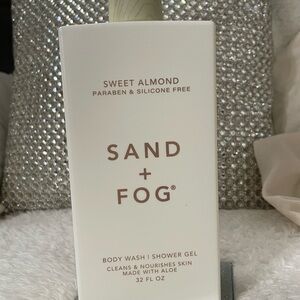 SWEET ALMOND
PARABEN & SILICONE FREE
SAND
+
FOG®
BODY WASH | SHOWER GEL
CLEANS & NOURISHES SKIN
MADE WITH ALOE
32 FL OZ